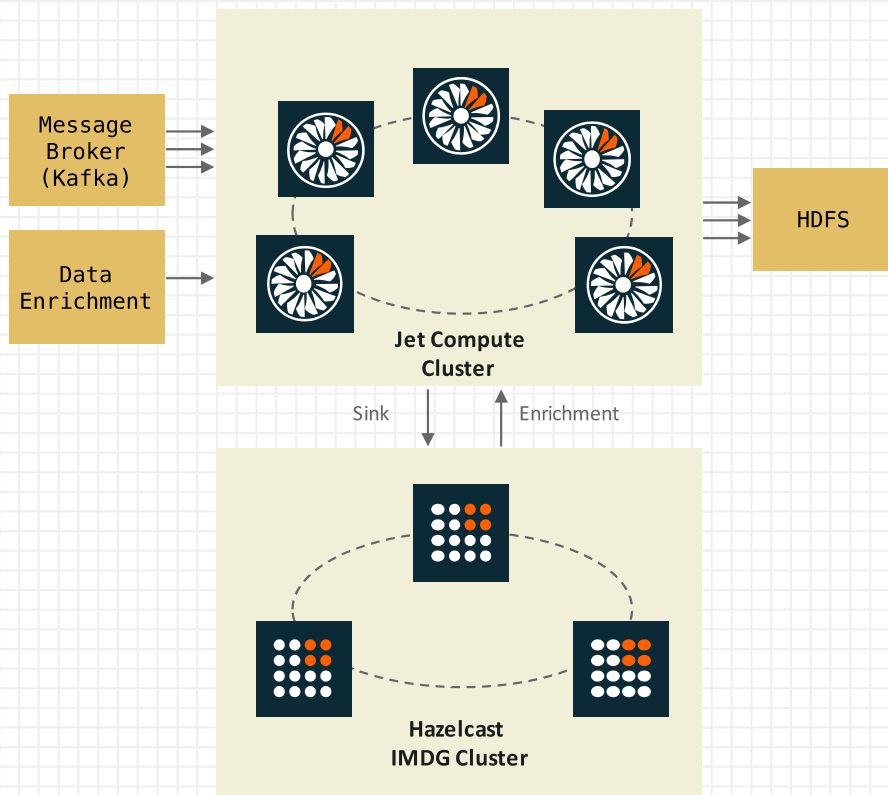 Message
Broker
(Kafka)
Data
Enrichment
HDFS
Jet Compute
Cluster
Sink
Enrichment
Hazelcast
IMDG Cluster